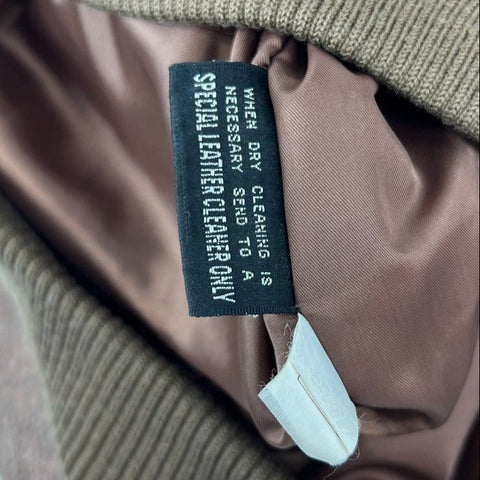 WHEN DRY CLEANING IS
NECESSARY SEND TO A
SPECIAL LEATHER CLEANER ONLY